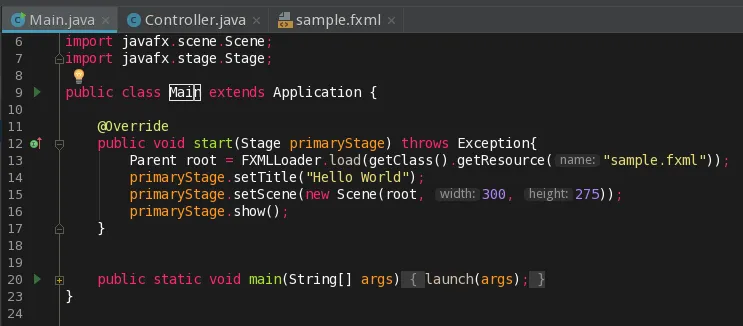 Main.java × Controller.java × sample.fxml ×
6 import javafx.scene.Scene;
7 import javafx.stage.Stage;
8
9 public class Main extends Application {
10
11 @Override
12 public void start(Stage primaryStage) throws Exception{
13 Parent root = FXMLLoader.load(getClass().getResource( name: "sample.fxml"));
14 primaryStage.setTitle("Hello World");
15 primaryStage.setScene(new Scene(root, width: 300, height: 275));
16 primaryStage.show();
17 }
18
19
20 public static void main(String[] args) { launch(args); }
23 }
24